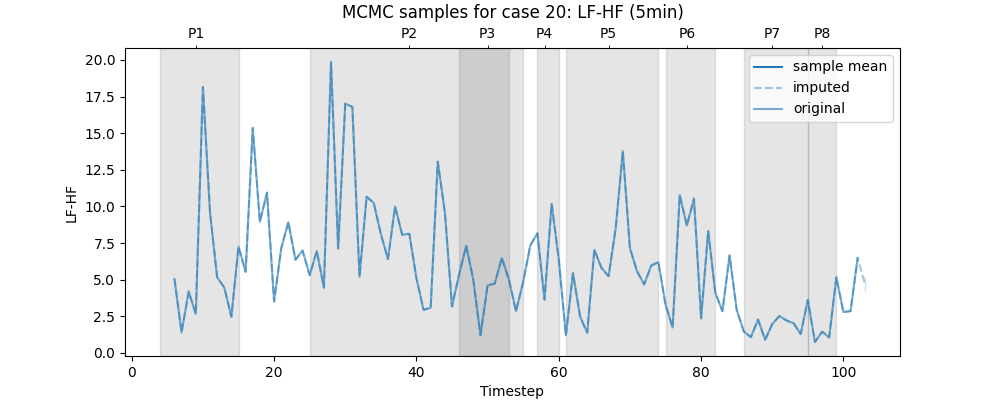 MCMC samples for case 20: LF-HF (5min)
P1 P2 P3 P4 P5 P6 P7 P8
20.0
17.5
15.0
12.5
10.0
7.5
5.0
2.5
0.0
LF-HF
sample mean
imputed
original
0 20 40 60 80 100
Timestep